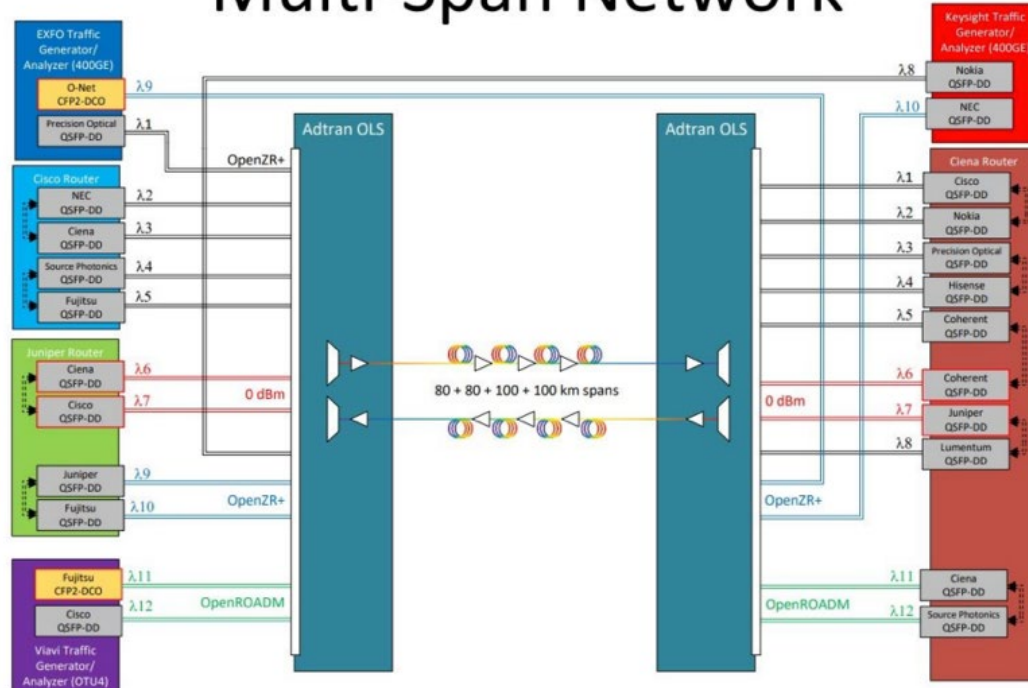 Multi-Span Network
EXFO Traffic
Generator/
Analyzer (400GE)
O-Net
CFP2-DCO
λ9
Precision Optical
QSFP-DD
λ1
OpenZR+
Cisco Router
NEC
QSFP-DD
λ2
Ciena
QSFP-DD
λ3
Source Photonics
QSFP-DD
λ4
Fujitsu
QSFP-DD
λ5
Juniper Router
Ciena
QSFP-DD
λ6
0 dBm
Cisco
QSFP-DD
λ7
Juniper
QSFP-DD
λ9
OpenZR+
Fujitsu
QSFP-DD
λ10
Fujitsu
CFP2-DCO
λ11
OpenROADM
Cisco
QSFP-DD
λ12
Viavi Traffic
Generator/
Analyzer (OTU4)
Adtran OLS
80 + 80 + 100 + 100 km spans
Adtran OLS
Keysight Traffic
Generator/
Analyzer (400GE)
λ8
Nokia
QSFP-DD
λ10
NEC
QSFP-DD
Ciena Router
λ1
Cisco
QSFP-DD
λ2
Nokia
QSFP-DD
λ3
Precision Optical
QSFP-DD
λ4
Hisense
QSFP-DD
λ5
Coherent
QSFP-DD
λ6
Coherent
QSFP-DD
0 dBm
λ7
Juniper
QSFP-DD
λ8
Lumentum
QSFP-DD
OpenZR+
λ11
Ciena
QSFP-DD
OpenROADM
λ12
Source Photonics
QSFP-DD